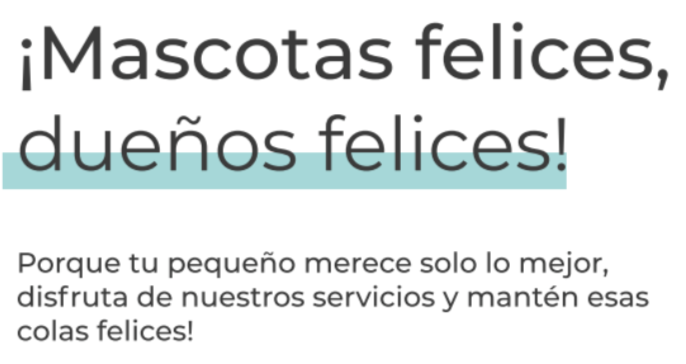 ¡Mascotas felices,
dueños felices!
Porque tu pequeño merece solo lo mejor,
disfruta de nuestros servicios y mantén esas
colas felices!